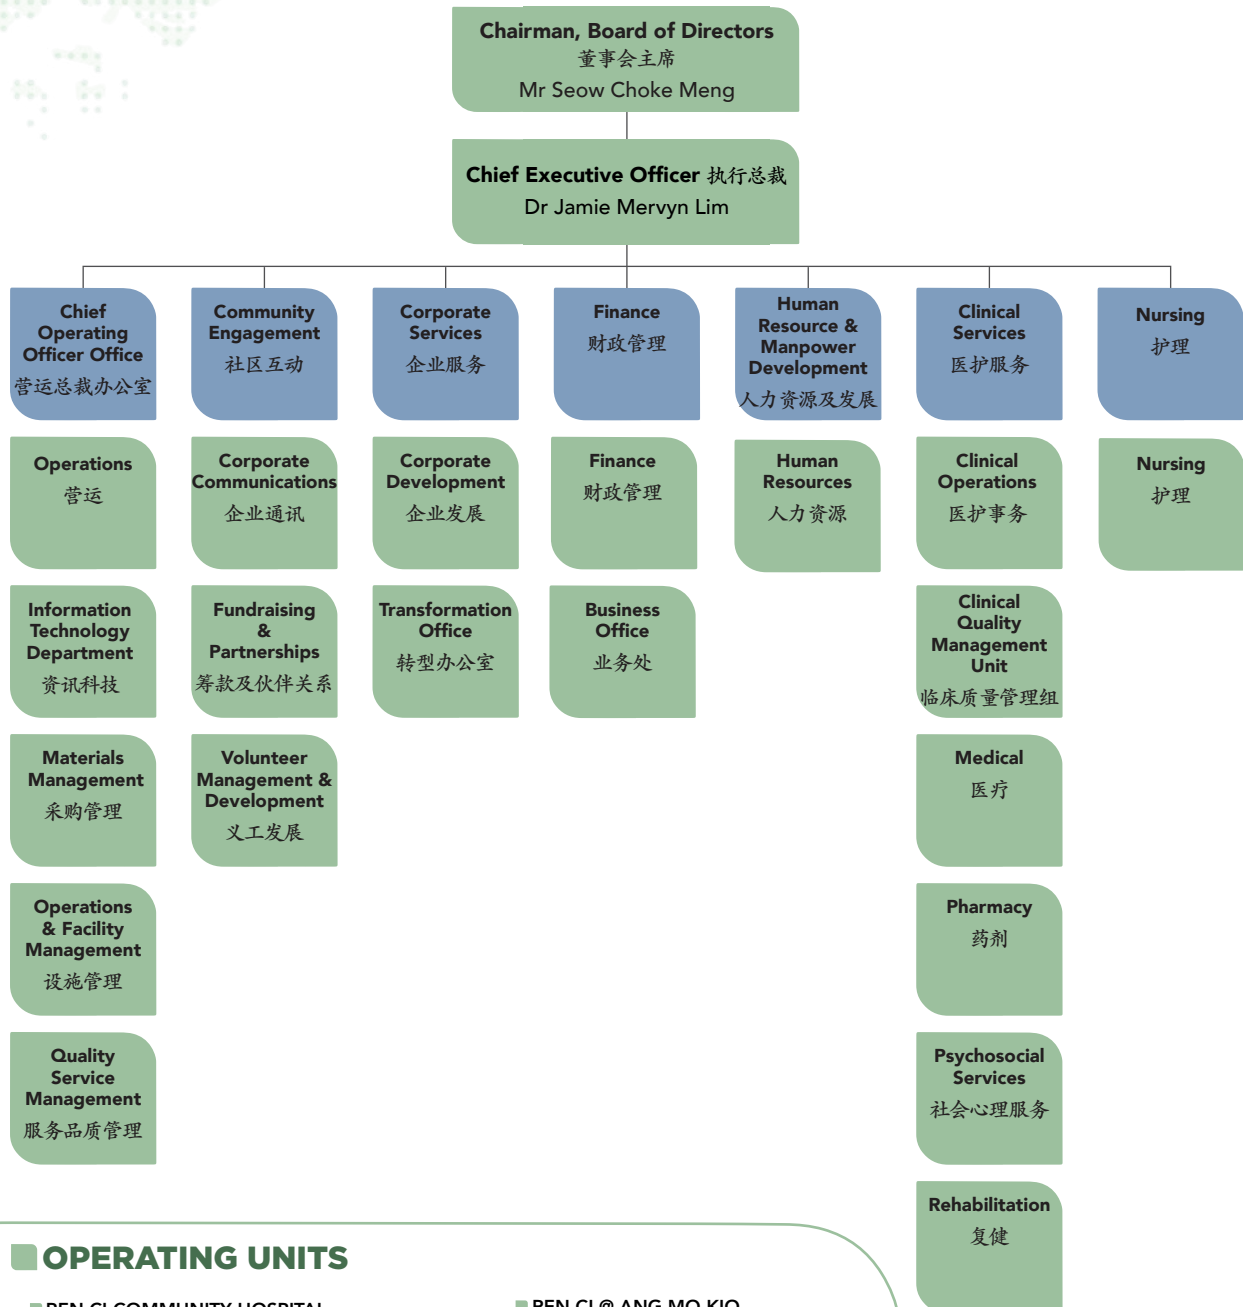 Chairman, Board of Directors
董事会主席
Mr Seow Choke Meng
Chief Executive Officer 执行总裁
Dr Jamie Mervyn Lim
Chief
Operating
Officer Office
营运总裁办公室
Community
Engagement
社区互动
Corporate
Services
企业服务
Finance
财政管理
Human
Resource &
Manpower
Development
人力资源及发展
Clinical
Services
医护服务
Nursing
护理
Operations
营运
Corporate
Communications
企业通讯
Corporate
Development
企业发展
Finance
财政管理
Human
Resources
人力资源
Clinical
Operations
医护事务
Nursing
护理
Information
Technology
Department
资讯科技
Fundraising
&
Partnerships
筹款及伙伴关系
Transformation
Office
转型办公室
Business
Office
业务处
Clinical
Quality
Management
Unit
临床质量管理组
Materials
Management
采购管理
Volunteer
Management &
Development
义工发展
Medical
医疗
Operations
& Facility
Management
设施管理
Pharmacy
药剂
Quality
Service
Management
服务品质管理
Psychosocial
Services
社会心理服务
Rehabilitation
复健
OPERATING UNITS
REN CI COMMUNITY HOSPITAL
REN CI @ ANG MO KIO